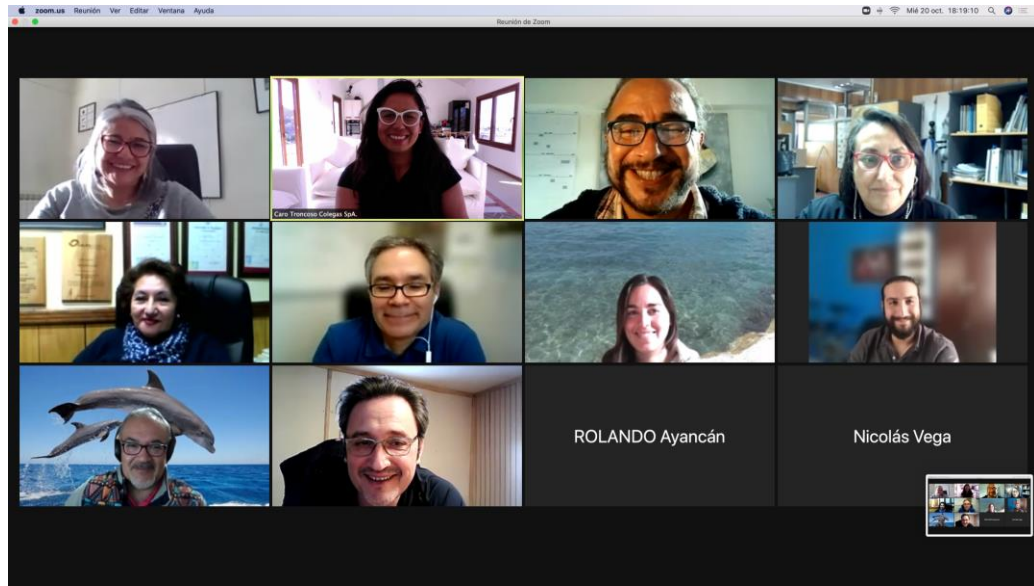 zoom.us Reunión Ver Editar Ventana Ayuda
Mié 20 oct. 18:19:10
Reunión de Zoom
Caro Troncoso Colegas SpA.
ROLANDO Ayancán
Nicolás Vega